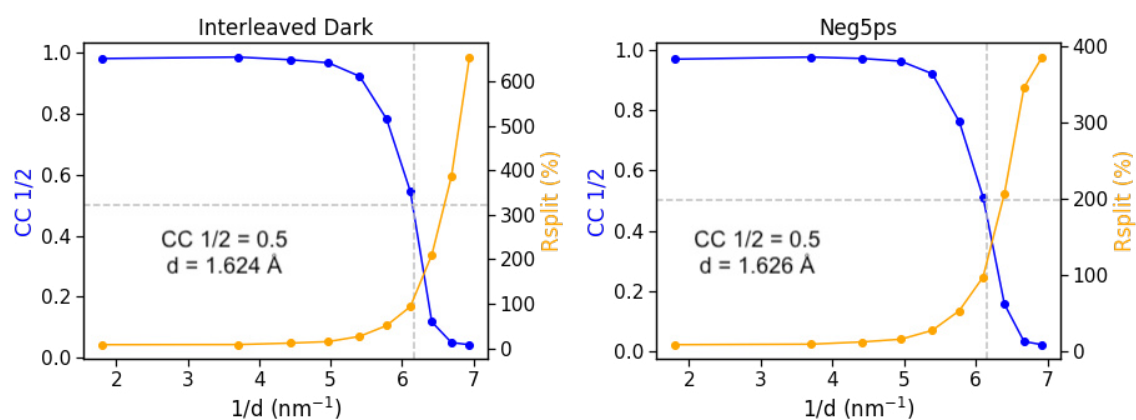 Interleaved Dark
CC 1/2
1.0
0.8
0.6
0.4
0.2
0.0
CC 1/2 = 0.5
d = 1.624 Å
600
500
400
300
200
100
0
Rsplit (%)
2 3 4 5 6 7
1/d (nm⁻¹)
Neg5ps
CC 1/2
1.0
0.8
0.6
0.4
0.2
0.0
CC 1/2 = 0.5
d = 1.626 Å
400
300
200
100
0
Rsplit (%)
2 3 4 5 6 7
1/d (nm⁻¹)